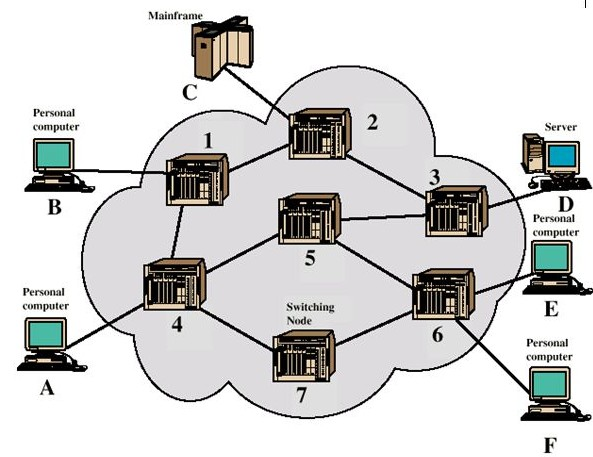 Mainframe
C
2
Personal
computer
B
1
Server
D
3
Personal
computer
E
5
Personal
computer
A
4
Switching
Node
7
6
Personal
computer
F